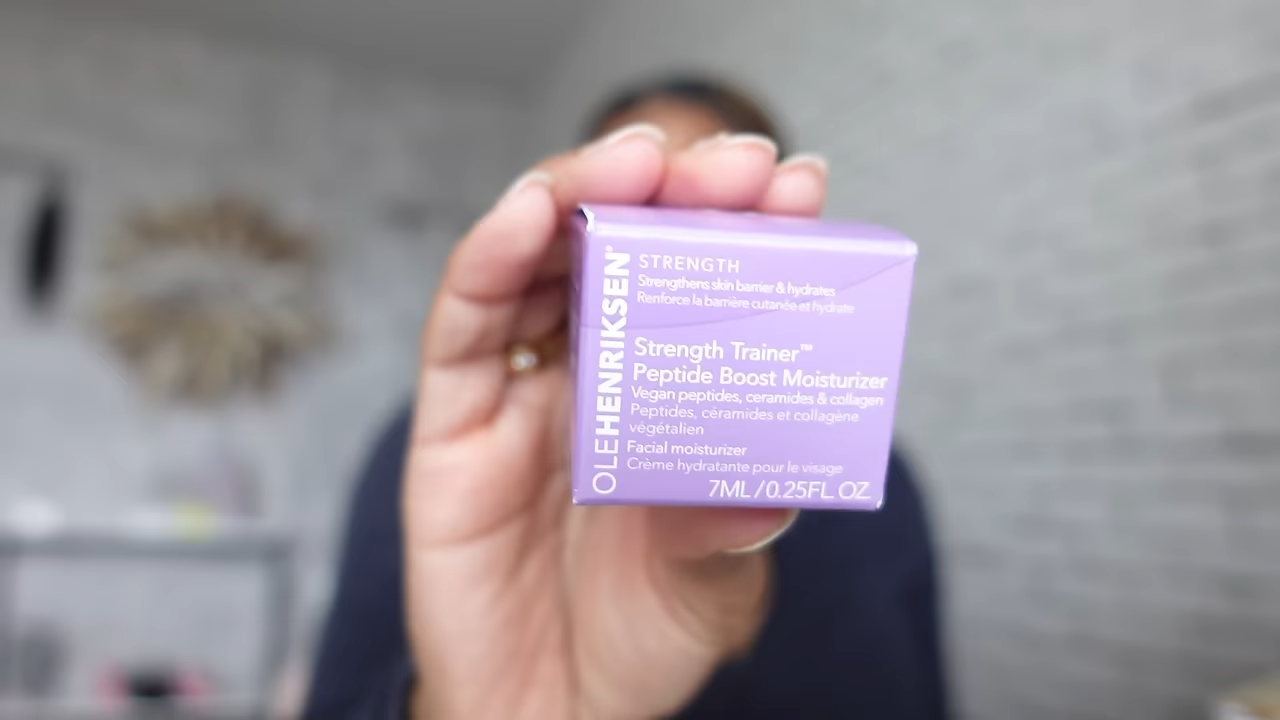 OLEHENRIKSEN®
STRENGTH
Strengthens skin barrier & hydrates
Renforce la barrière cutanée et hydrate
Strength Trainer™
Peptide Boost Moisturizer
Vegan peptides, ceramides & collagen
Peptides, céramides et collagène
végétalien
Facial moisturizer
Crème hydratante pour le visage
7ML/0.25FL OZ